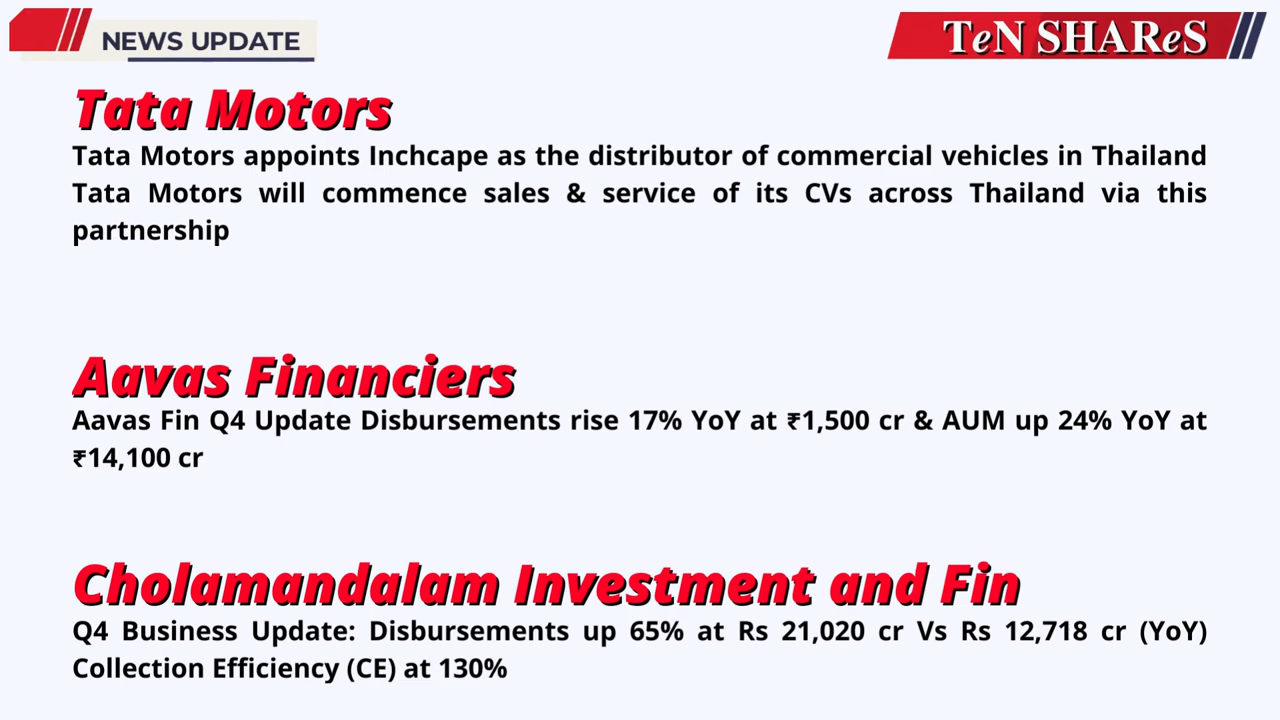 NEWS UPDATE
TeN SHAReS
Tata Motors
Tata Motors appoints Inchcape as the distributor of commercial vehicles in Thailand
Tata Motors will commence sales & service of its CVs across Thailand via this
partnership
Aavas Financiers
Aavas Fin Q4 Update Disbursements rise 17% YoY at ₹1,500 cr & AUM up 24% YoY at
₹14,100 cr
Cholamandalam Investment and Fin
Q4 Business Update: Disbursements up 65% at Rs 21,020 cr Vs Rs 12,718 cr (YoY)
Collection Efficiency (CE) at 130%